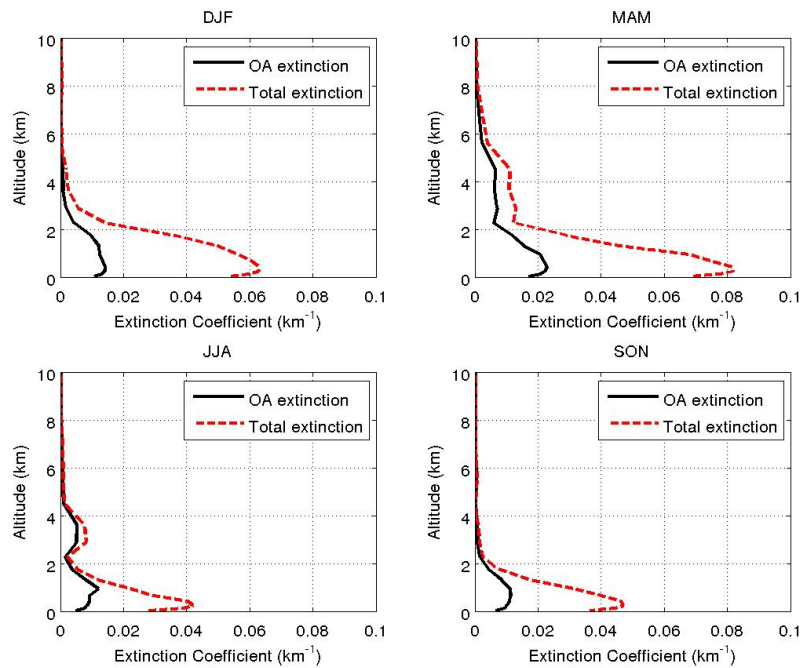 DJF
10
8
6
4
2
0
Altitude (km)
OA extinction
Total extinction
0 0.02 0.04 0.06 0.08 0.1
Extinction Coefficient (km⁻¹)
MAM
10
8
6
4
2
0
Altitude (km)
OA extinction
Total extinction
0 0.02 0.04 0.06 0.08 0.1
Extinction Coefficient (km⁻¹)
JJA
10
8
6
4
2
0
Altitude (km)
OA extinction
Total extinction
0 0.02 0.04 0.06 0.08 0.1
Extinction Coefficient (km⁻¹)
SON
10
8
6
4
2
0
Altitude (km)
OA extinction
Total extinction
0 0.02 0.04 0.06 0.08 0.1
Extinction Coefficient (km⁻¹)